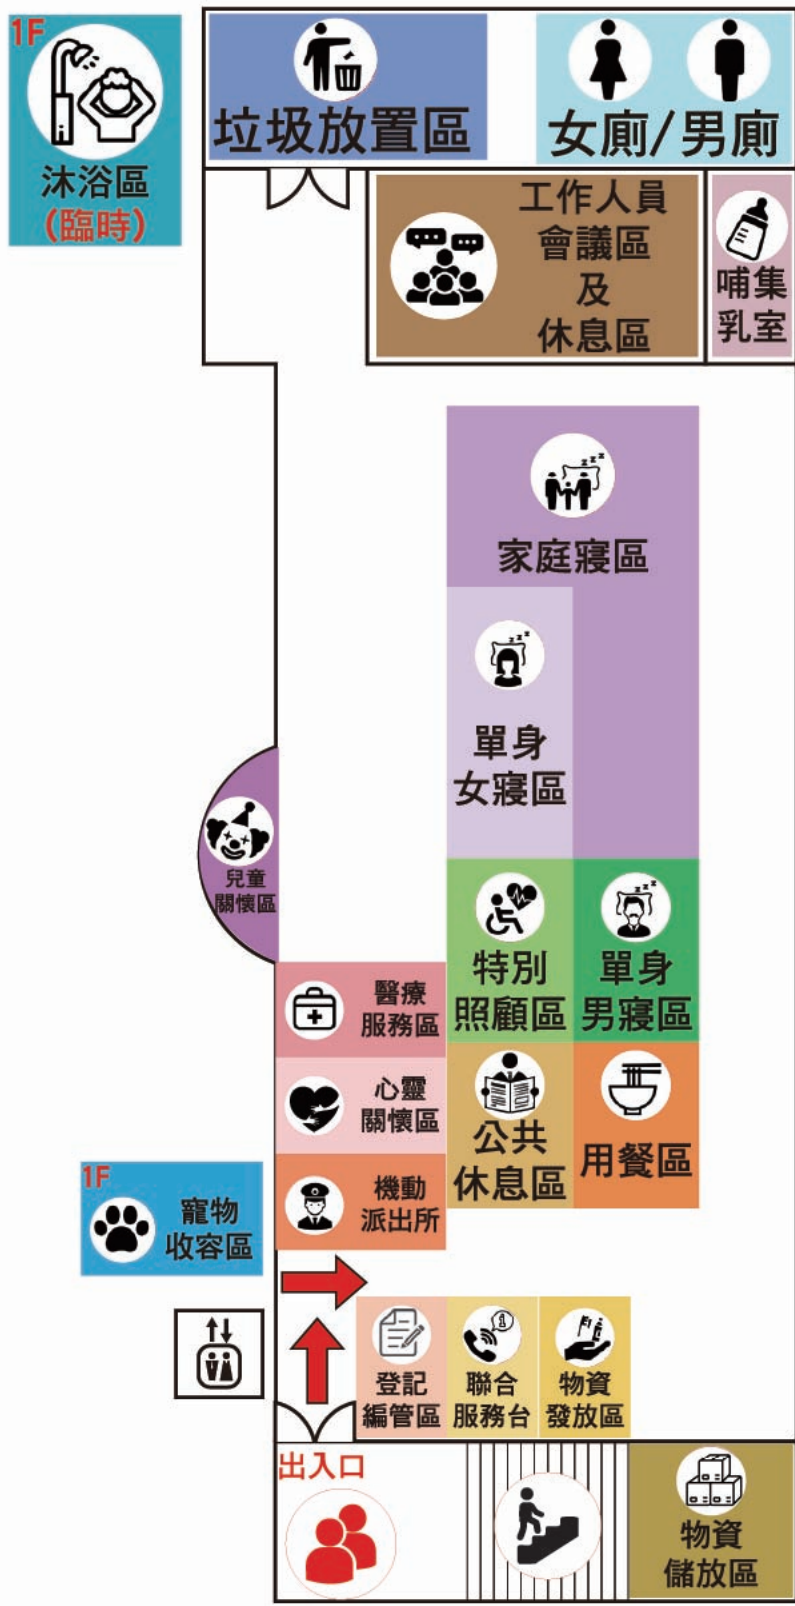 1F
沐浴區
(臨時)
垃圾放置區
女廁/男廁
工作人員
會議區
及
休息區
哺集
乳室
家庭寢區
單身
女寢區
兒童
關懷區
特別
照顧區
單身
男寢區
醫療
服務區
心靈
關懷區
公共
休息區
用餐區
機動
派出所
1F
寵物
收容區
登記
編管區
聯合
服務台
物資
發放區
出入口
物資
儲放區